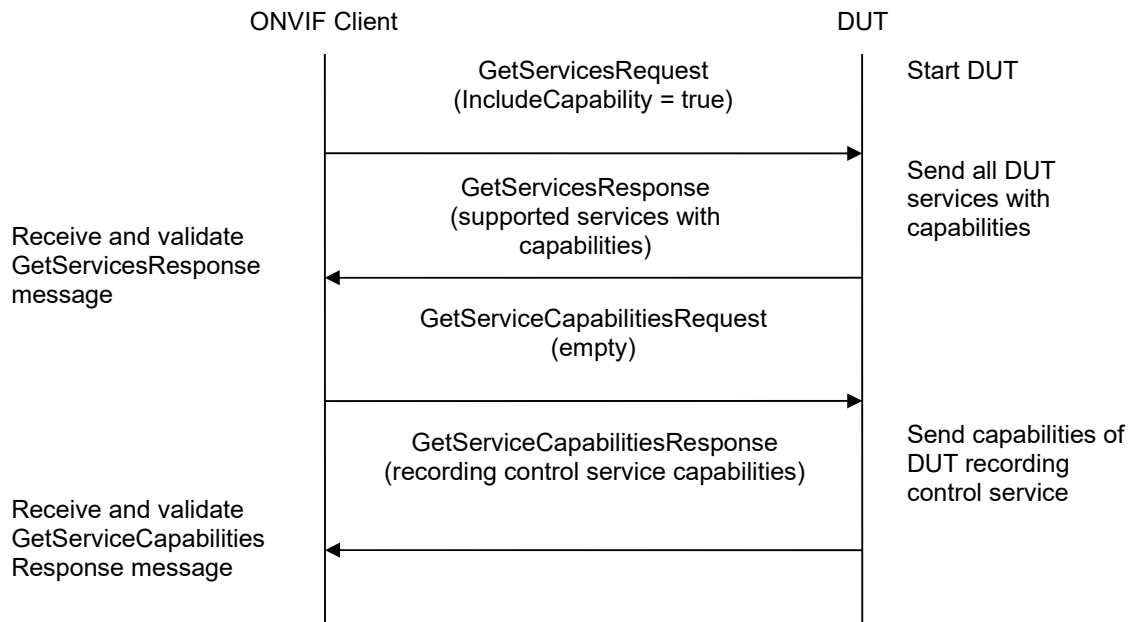 ONVIF Client
DUT
GetServicesRequest
(IncludeCapability = true)
Start DUT
GetServicesResponse
(supported services with
capabilities)
Send all DUT
services with
capabilities
Receive and validate
GetServicesResponse
message
GetServiceCapabilitiesRequest
(empty)
GetServiceCapabilitiesResponse
(recording control service capabilities)
Send capabilities of
DUT recording
control service
Receive and validate
GetServiceCapabilities
Response message